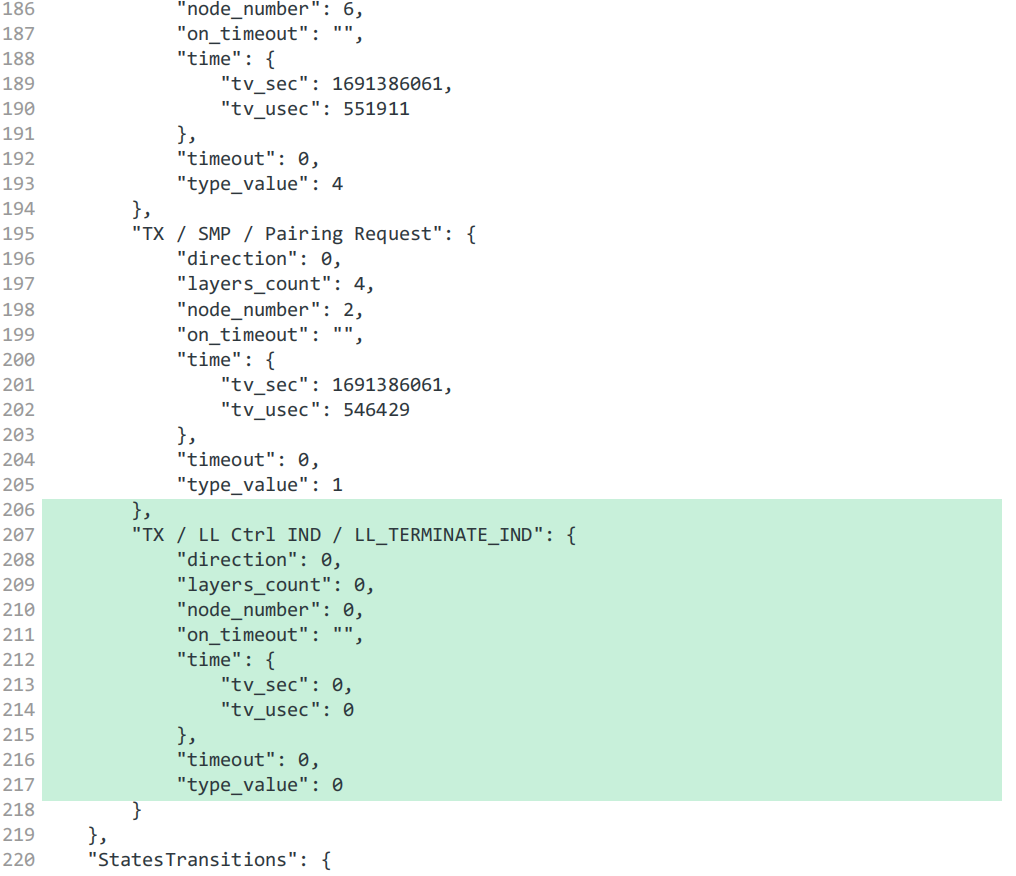 186             "node_number": 6,
187             "on_timeout": "",
188             "time": {
189                 "tv_sec": 1691386061,
190                 "tv_usec": 551911
191             },
192             "timeout": 0,
193             "type_value": 4
194         },
195         "TX / SMP / Pairing Request": {
196             "direction": 0,
197             "layers_count": 4,
198             "node_number": 2,
199             "on_timeout": "",
200             "time": {
201                 "tv_sec": 1691386061,
202                 "tv_usec": 546429
203             },
204             "timeout": 0,
205             "type_value": 1
206         },
207         "TX / LL Ctrl IND / LL_TERMINATE_IND": {
208             "direction": 0,
209             "layers_count": 0,
210             "node_number": 0,
211             "on_timeout": "",
212             "time": {
213                 "tv_sec": 0,
214                 "tv_usec": 0
215             },
216             "timeout": 0,
217             "type_value": 0
218         }
219     },
220     "StatesTransitions": {